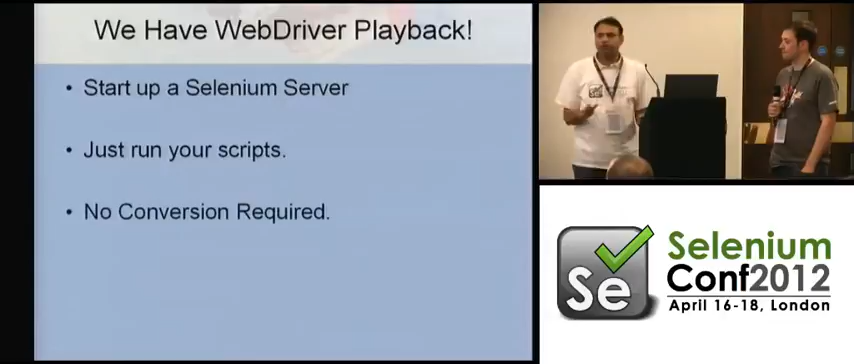 We Have WebDriver Playback!
• Start up a Selenium Server
• Just run your scripts.
• No Conversion Required.
Se
Selenium
Conf2012
April 16-18, London